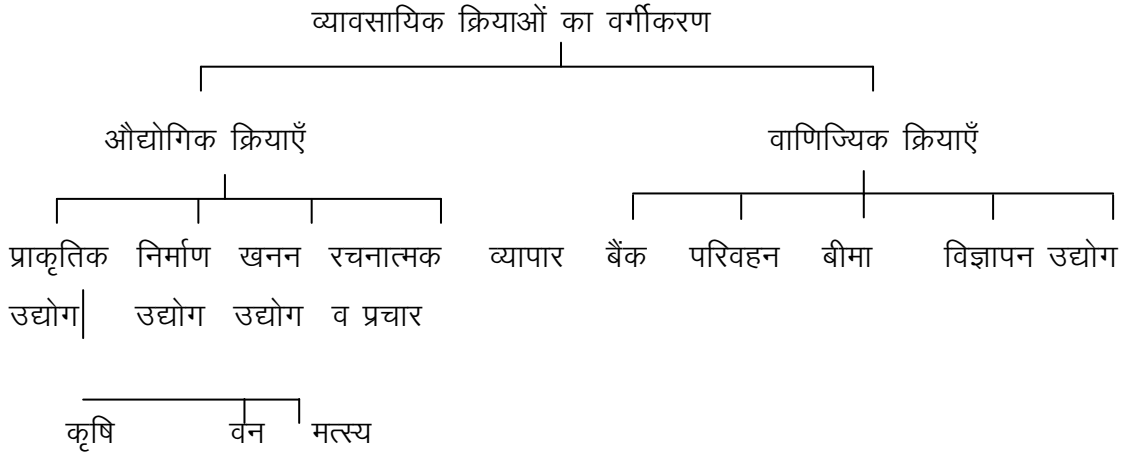 व्यावसायिक क्रियाओं का वर्गीकरण
औद्योगिक क्रियाएँ वाणिज्यिक क्रियाएँ
प्राकृतिक निर्माण खनन रचनात्मक व्यापार बैंक परिवहन बीमा विज्ञापन उद्योग
उद्योग उद्योग उद्योग व प्रचार
कृषि वन मत्स्य